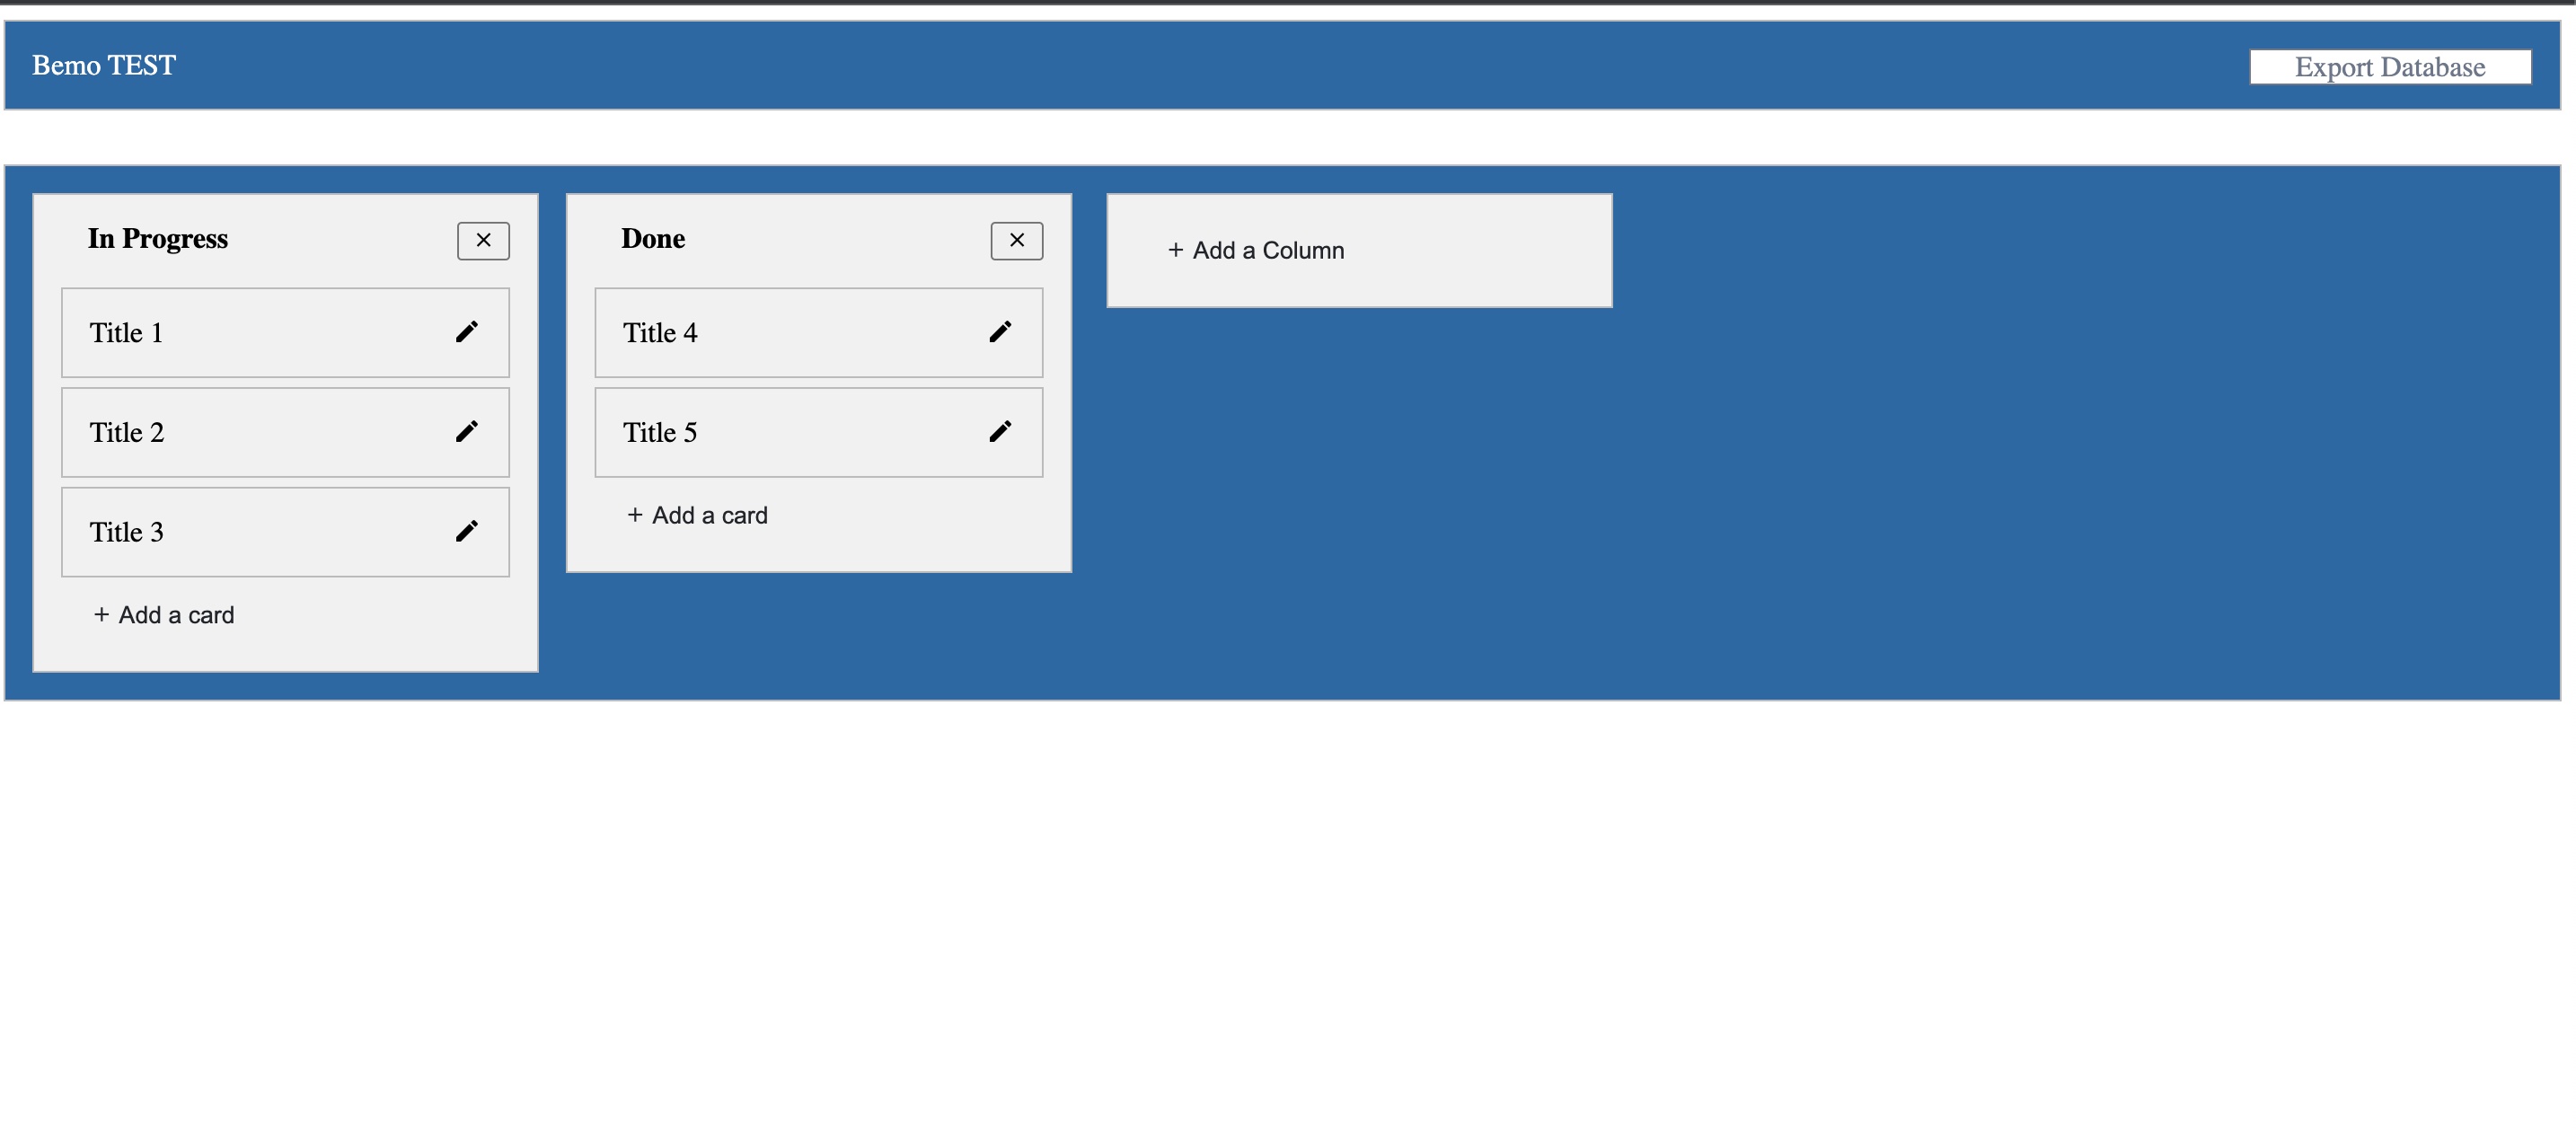 Bemo TEST
Export Database
In Progress
Title 1
Title 2
Title 3
+ Add a card
Done
Title 4
Title 5
+ Add a card
+ Add a Column